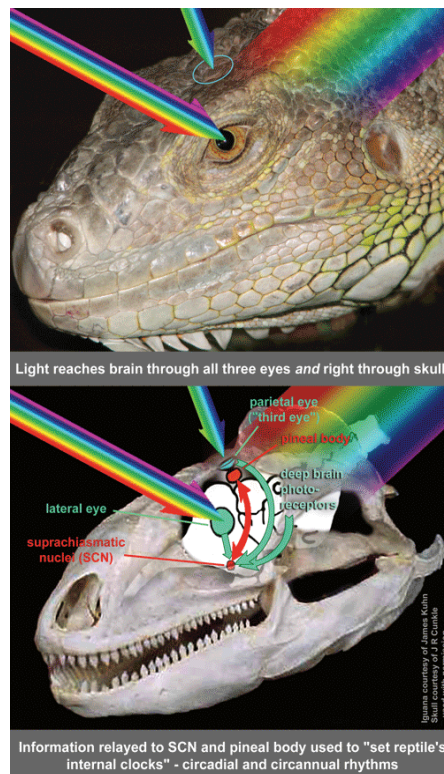 Light reaches brain through all three eyes and right through skull
parietal eye
("third eye")
pineal body
deep brain
photo-
receptors
lateral eye
suprachiasmatic
nuclei (SCN)
Iguana courtesy of James Kuhn
Skull courtesy of J R Cunkle
Information relayed to SCN and pineal body used to "set reptile's
internal clocks" - circadian and circannual rhythms